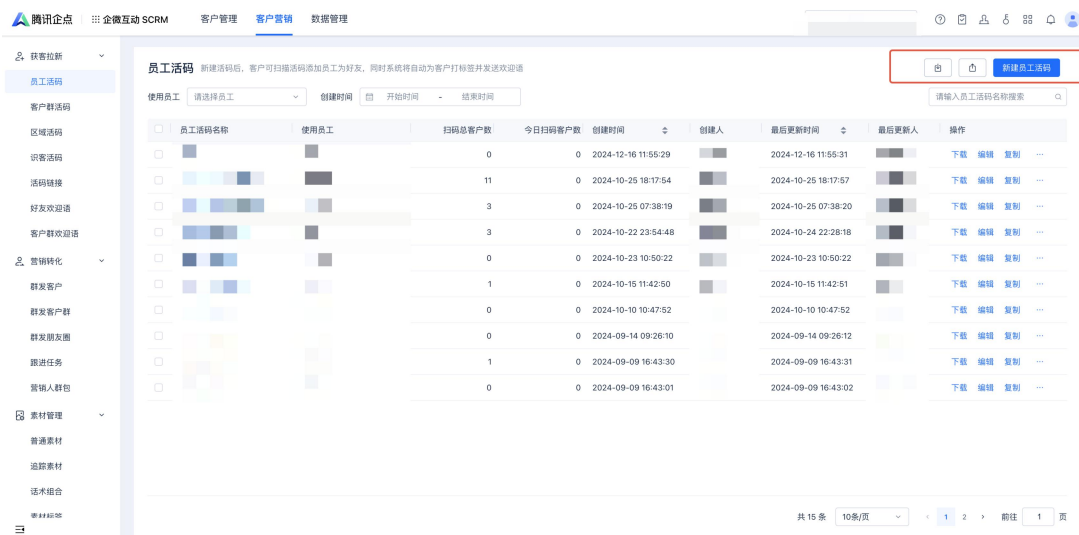 腾讯企点 企微互动 SCRM 客户管理 客户营销 数据管理
获客拉新
员工活码
客户群活码
区域活码
识客活码
活码链接
好友欢迎语
客户群欢迎语
营销转化
群发客户
群发客户群
群发朋友圈
跟进任务
营销人群包
素材管理
普通素材
追踪素材
话术组合
素材标签
员工活码 新建活码后，客户可扫描活码添加员工为好友，同时系统将自动为客户打标签并发送欢迎语 新建员工活码
使用员工 请选择员工 创建时间 开始时间 - 结束时间 请输入员工活码名称搜索
员工活码名称 使用员工 扫码总客户数 今日扫码客户数 创建时间 创建人 最后更新时间 最后更新人 操作
0 0 2024-12-16 11:55:29 2024-12-16 11:55:31 下载 编辑 复制 ...
11 0 2024-10-25 18:17:54 2024-10-25 18:17:57 下载 编辑 复制 ...
3 0 2024-10-25 07:38:19 2024-10-25 07:38:20 下载 编辑 复制 ...
3 0 2024-10-22 23:54:48 2024-10-24 22:28:18 下载 编辑 复制 ...
0 0 2024-10-23 10:50:22 2024-10-23 10:50:22 下载 编辑 复制 ...
1 0 2024-10-15 11:42:50 2024-10-15 11:42:51 下载 编辑 复制 ...
0 0 2024-10-10 10:47:52 2024-10-10 10:47:52 下载 编辑 复制 ...
0 0 2024-09-14 09:26:10 2024-09-14 09:26:12 下载 编辑 复制 ...
1 0 2024-09-09 16:43:30 2024-09-09 16:43:31 下载 编辑 复制 ...
0 0 2024-09-09 16:43:01 2024-09-09 16:43:02 下载 编辑 复制 ...
共 15 条 10条/页 1 2 前往 1 页